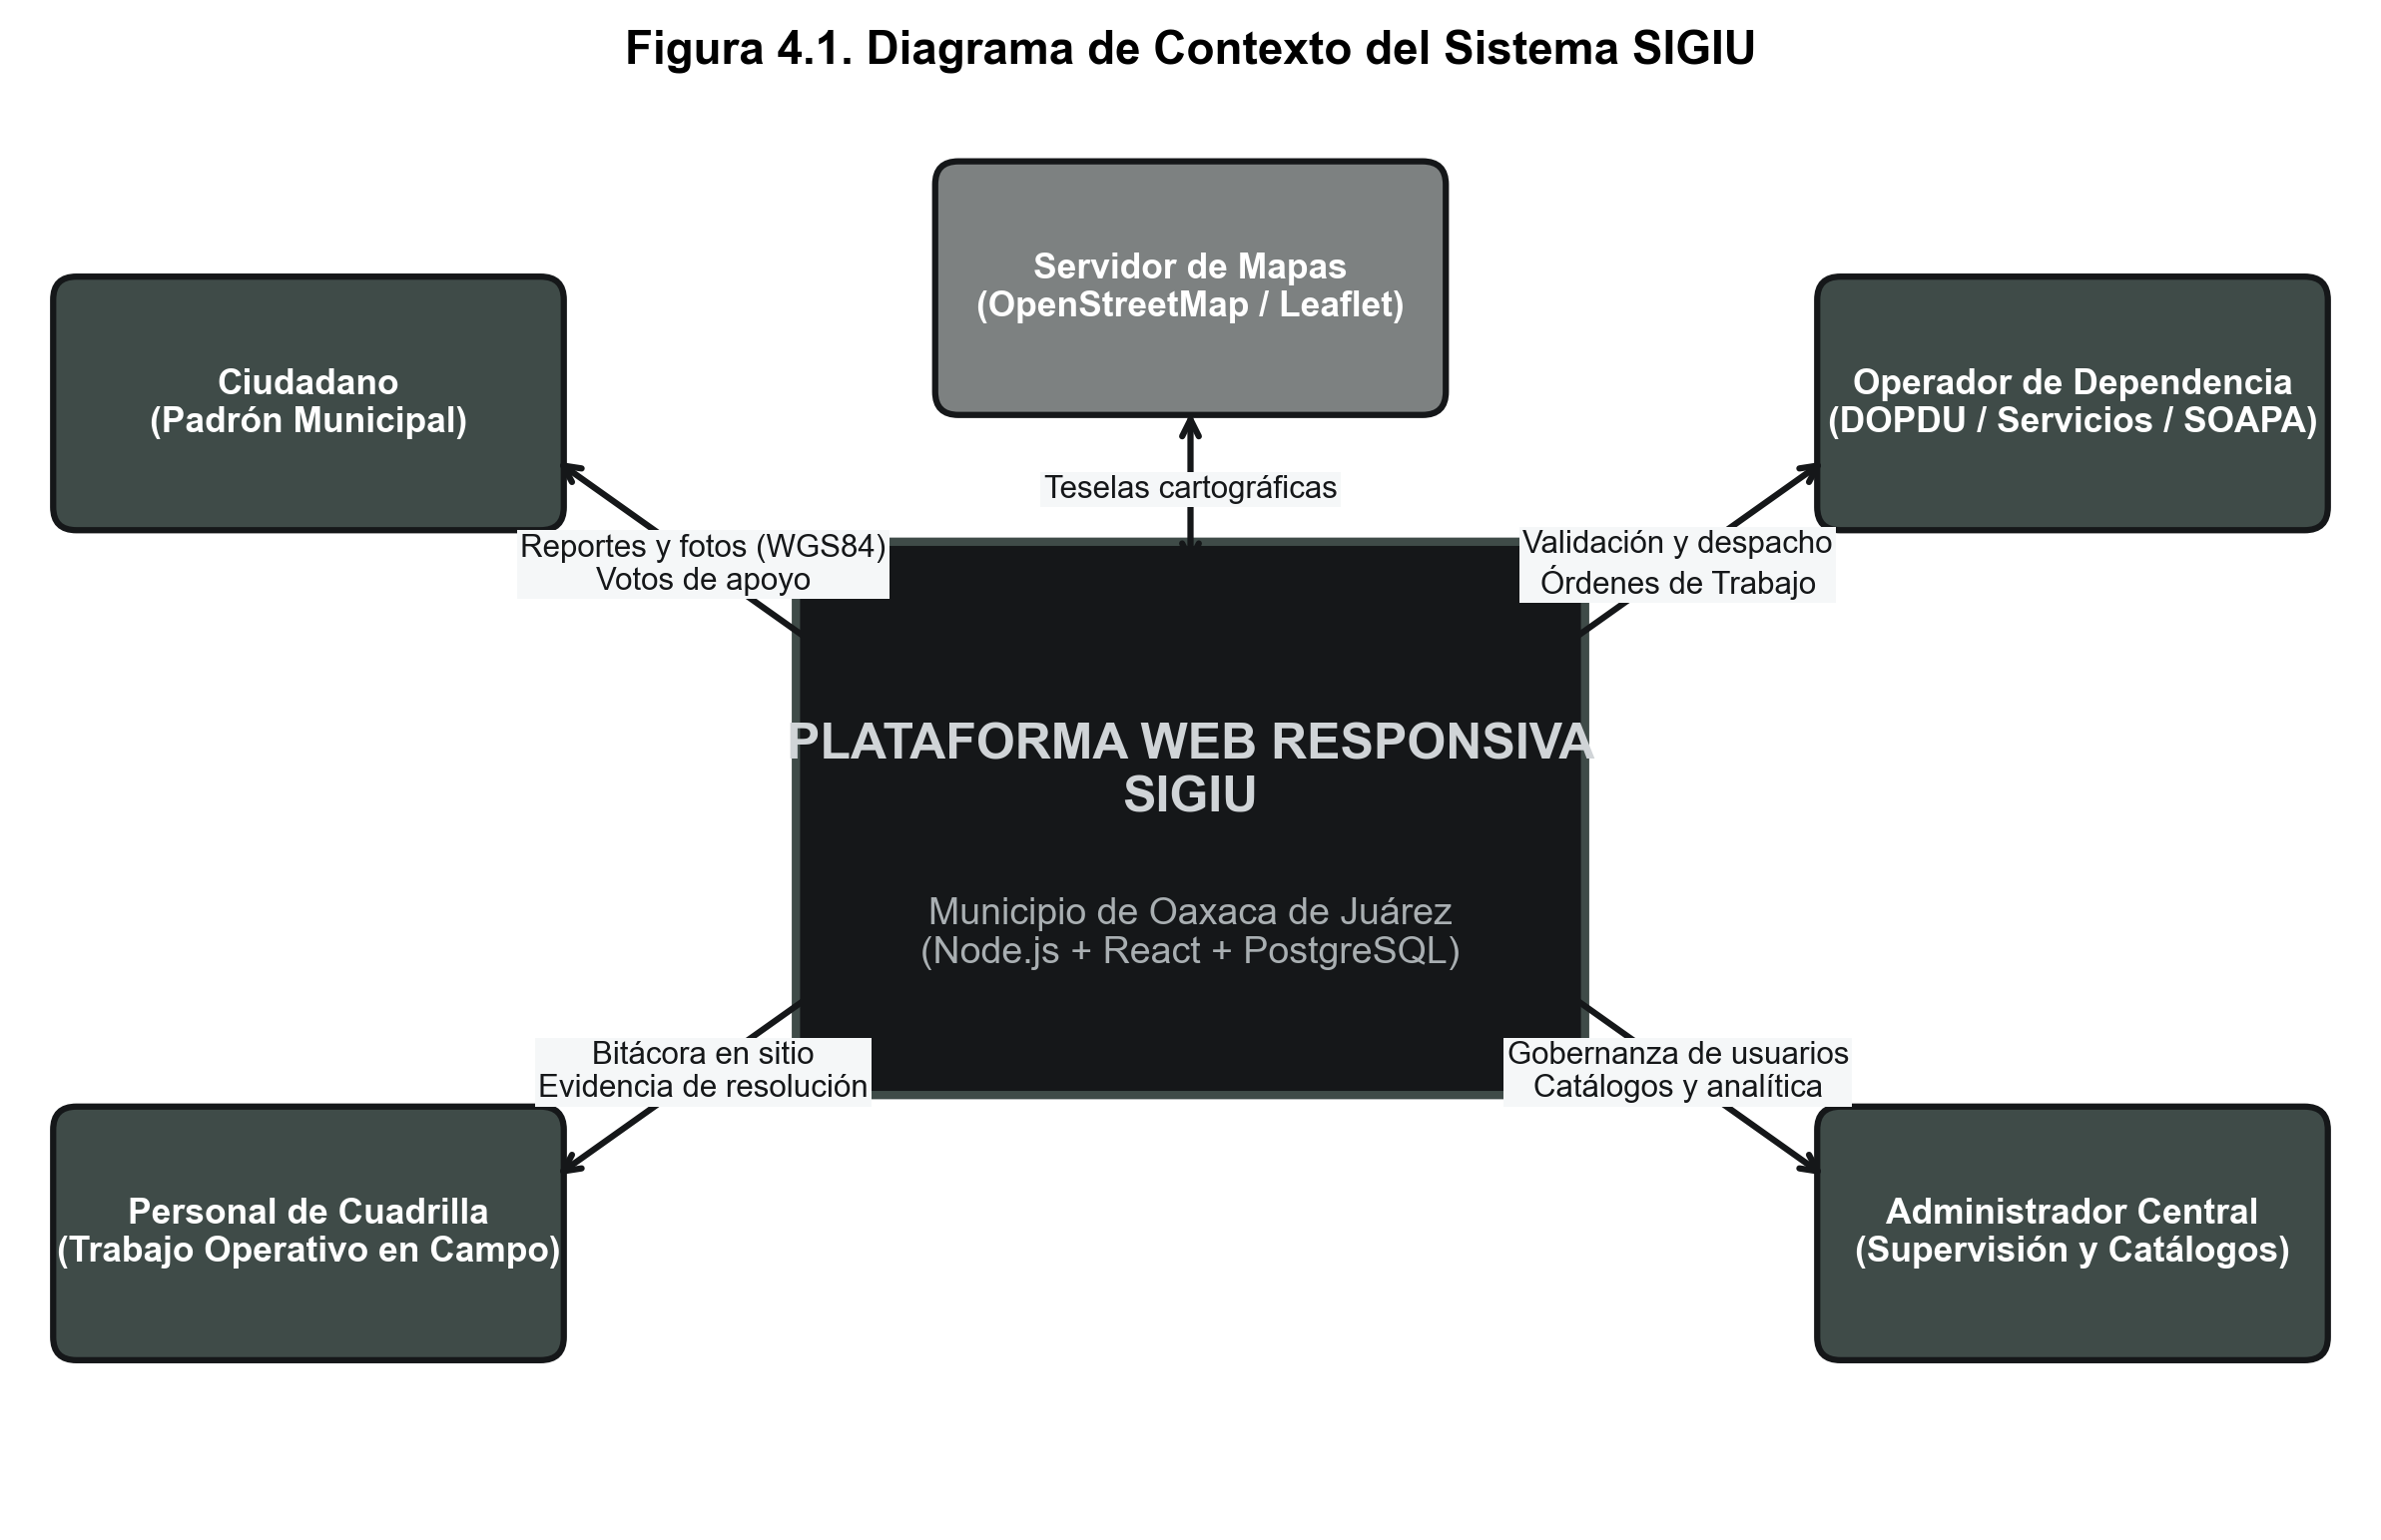 Figura 4.1. Diagrama de Contexto del Sistema SIGIU
Servidor de Mapas
(OpenStreetMap / Leaflet)
Ciudadano
(Padrón Municipal)
Operador de Dependencia
(DOPDU / Servicios / SOAPA)
Teselas cartográficas
Reportes y fotos (WGS84)
Votos de apoyo
Validación y despacho
Órdenes de Trabajo
PLATAFORMA WEB RESPONSIVA
SIGIU
Municipio de Oaxaca de Juárez
(Node.js + React + PostgreSQL)
Bitácora en sitio
Evidencia de resolución
Gobernanza de usuarios
Catálogos y analítica
Personal de Cuadrilla
(Trabajo Operativo en Campo)
Administrador Central
(Supervisión y Catálogos)